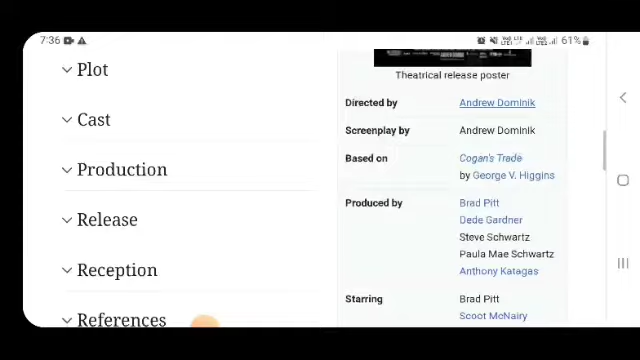 7:36
61%
Plot
Cast
Production
Release
Reception
References
Theatrical release poster
Directed by Andrew Dominik
Screenplay by Andrew Dominik
Based on Cogan's Trade
by George V. Higgins
Produced by Brad Pitt
Dede Gardner
Steve Schwartz
Paula Mae Schwartz
Anthony Katagas
Starring Brad Pitt
Scoot McNairy